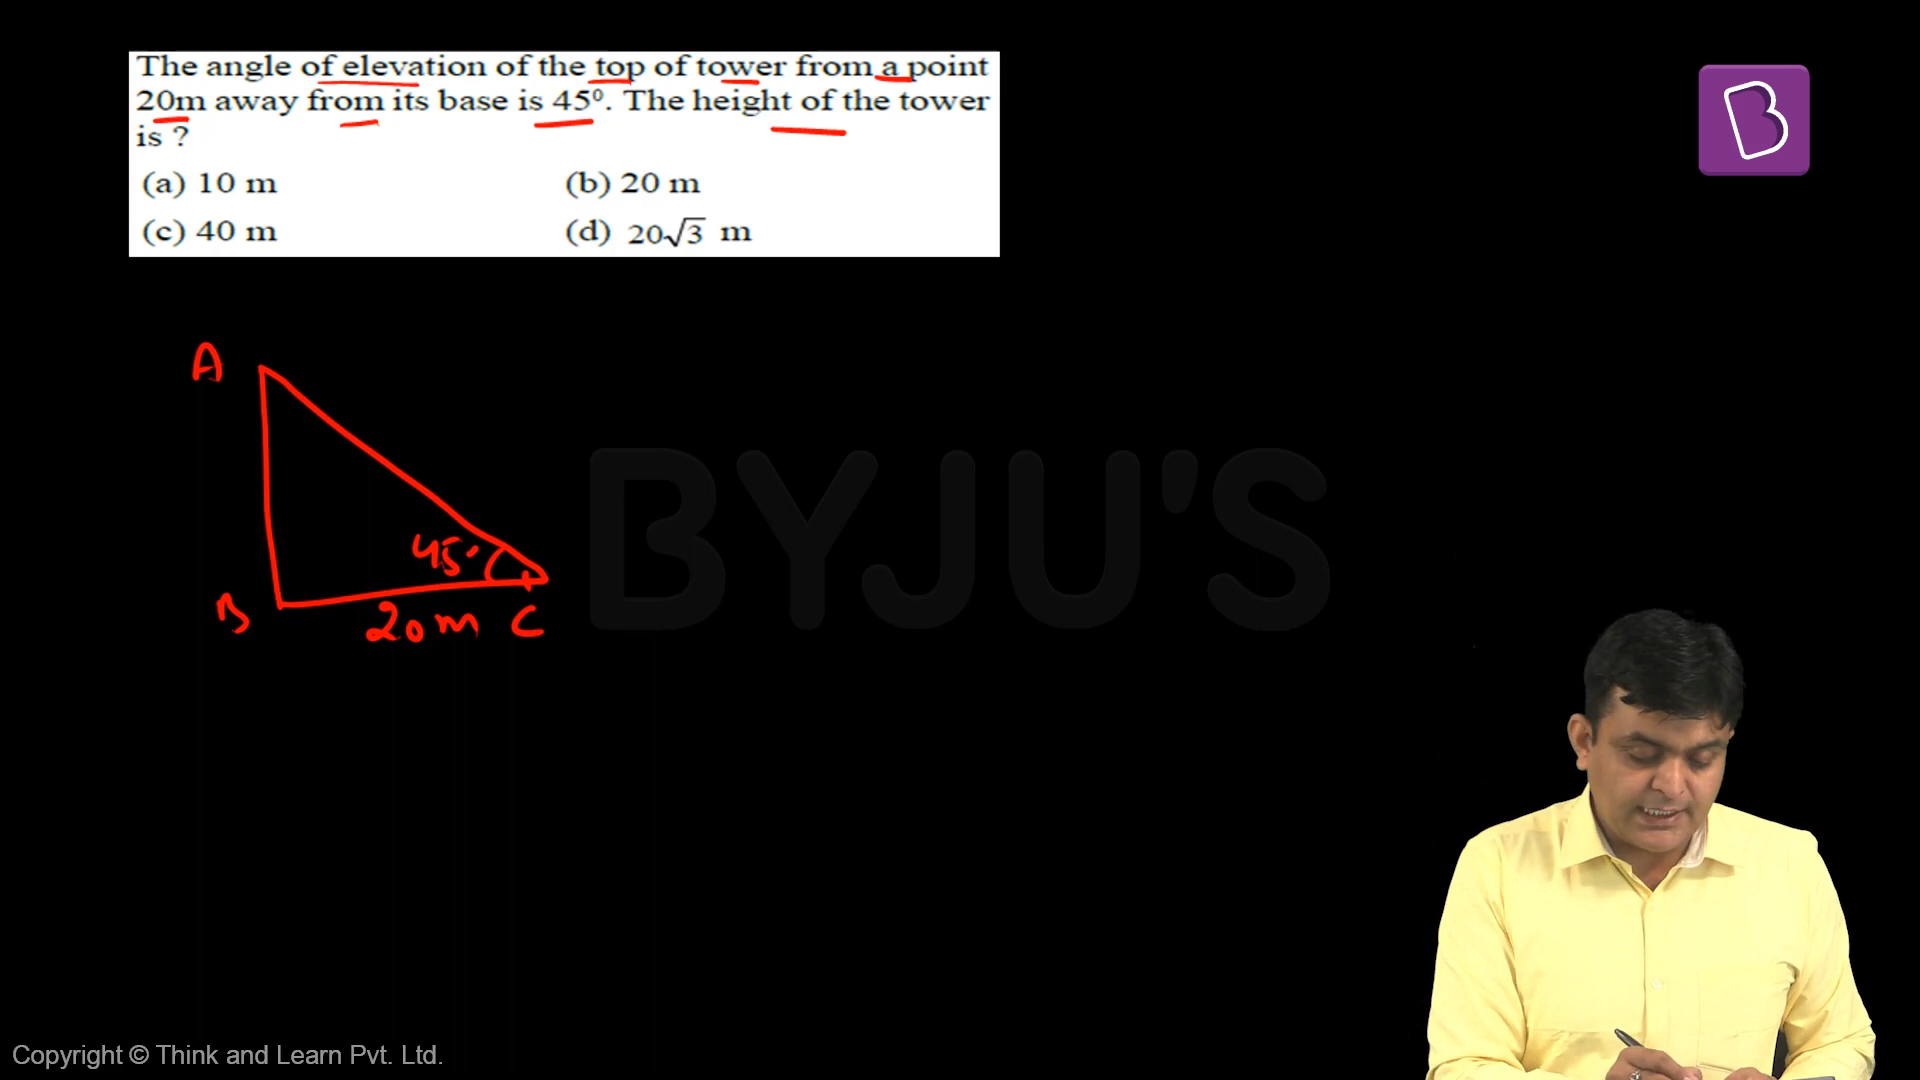 The angle of elevation of the top of tower from a point
20m away from its base is 45⁰. The height of the tower
is ?
(a) 10 m (b) 20 m
(c) 40 m (d) 20√3 m
A
45°
B
20m C
BYJU'S
B
Copyright © Think and Learn Pvt. Ltd.